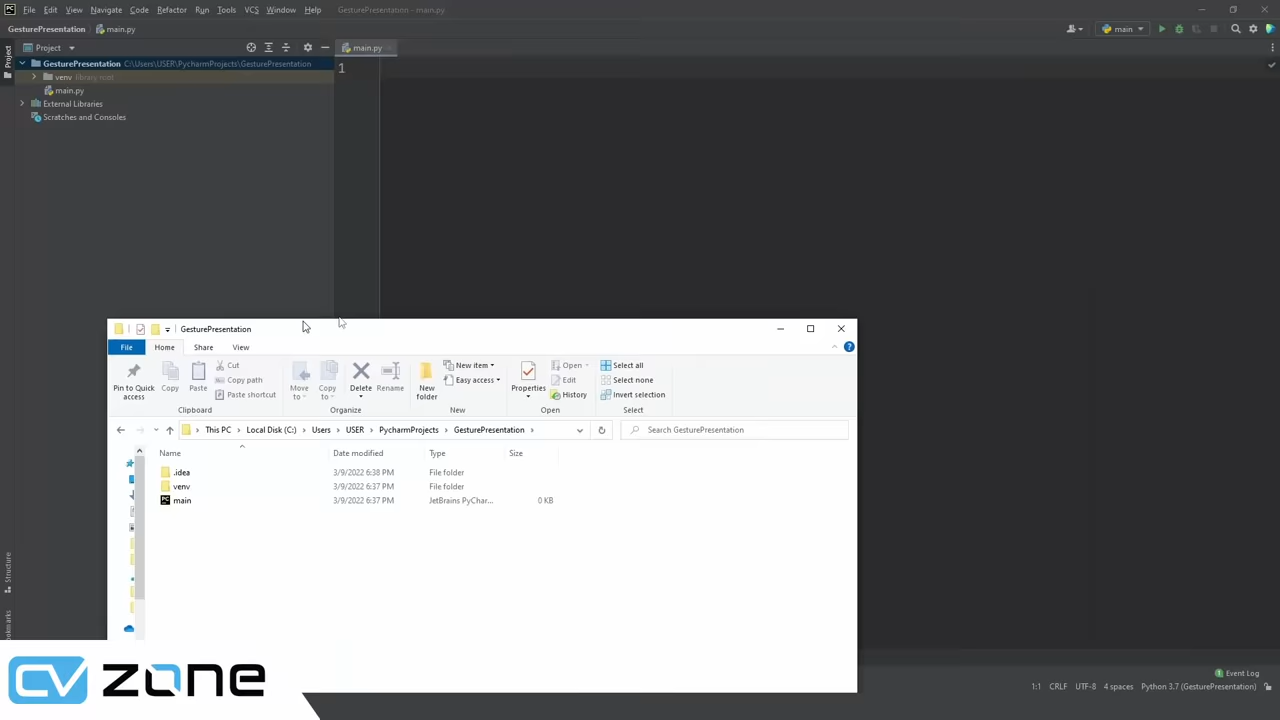 PC File Edit View Navigate Code Refactor Run Tools VCS Window Help GesturePresentation - main.py
GesturePresentation main.py main
Project main.py
Project
GesturePresentation C:\Users\USER\PycharmProjects\GesturePresentation 1
venv library root
main.py
External Libraries
Scratches and Consoles
GesturePresentation
File Home Share View
Pin to Quick access
Copy
Paste
Cut
Copy path
Paste shortcut
Clipboard
Move to
Copy to
Delete
Rename
Organize
New folder
New item
Easy access
New
Properties
Open
Edit
History
Open
Select all
Select none
Invert selection
Select
This PC Local Disk (C:) Users USER PycharmProjects GesturePresentation Search GesturePresentation
Name Date modified Type Size
.idea 3/9/2022 6:38 PM File folder
venv 3/9/2022 6:37 PM File folder
main 3/9/2022 6:37 PM JetBrains PyChar... 0 KB
Structure
CV ZONE
1 Event Log
1:1 CRLF UTF-8 4 spaces Python 3.7 (GesturePresentation)